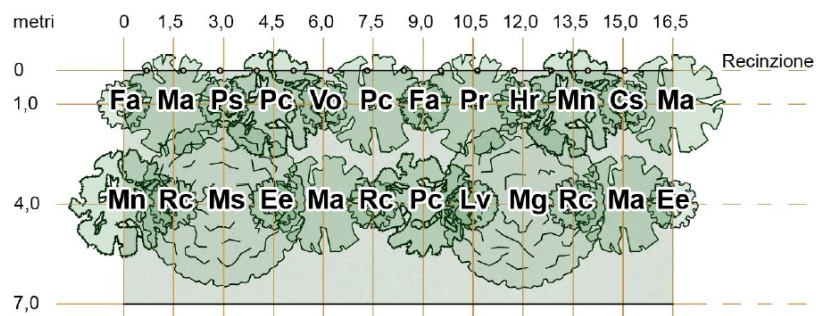 metri 0 1,5 3,0 4,5 6,0 7,5 9,0 10,5 12,0 13,5 15,0 16,5
0 Recinzione
1,0 Fa Ma Ps Pc Vo Pc Fa Pr Hr Mn Cs Ma
4,0 Mn Rc Ms Ee Ma Rc Pc Lv Mg Rc Ma Ee
7,0